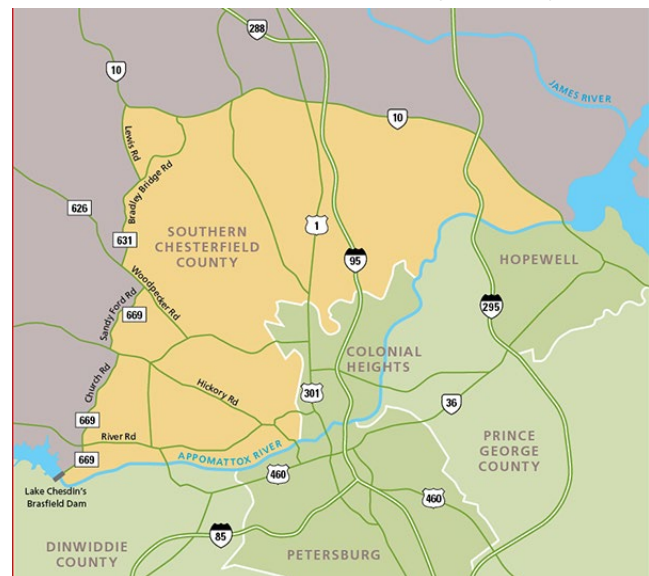 288
10
JAMES RIVER
10
Lewis Rd
Bradley Bridge Rd
626
SOUTHERN
CHESTERFIELD
COUNTY
1
631
95
HOPEWELL
Woodpecker Rd
Sandy Ford Rd
669
295
COLONIAL
HEIGHTS
Church Rd
Hickory Rd
301
36
669
River Rd
PRINCE
GEORGE
COUNTY
669
APPOMATTOX RIVER
460
460
Lake Chesdin's
Brasfield Dam
85
DINWIDDIE
COUNTY
PETERSBURG